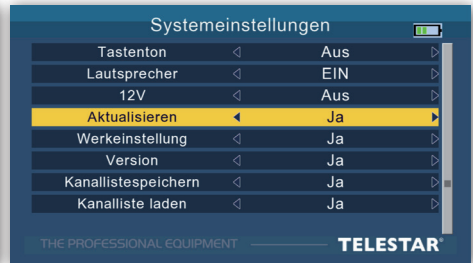 Systemeinstellungen
Tastenton Aus
Lautsprecher EIN
12V Aus
Aktualisieren Ja
Werkeinstellung Ja
Version Ja
Kanallistespeichern Ja
Kanalliste laden Ja
THE PROFESSIONAL EQUIPMENT TELESTAR®